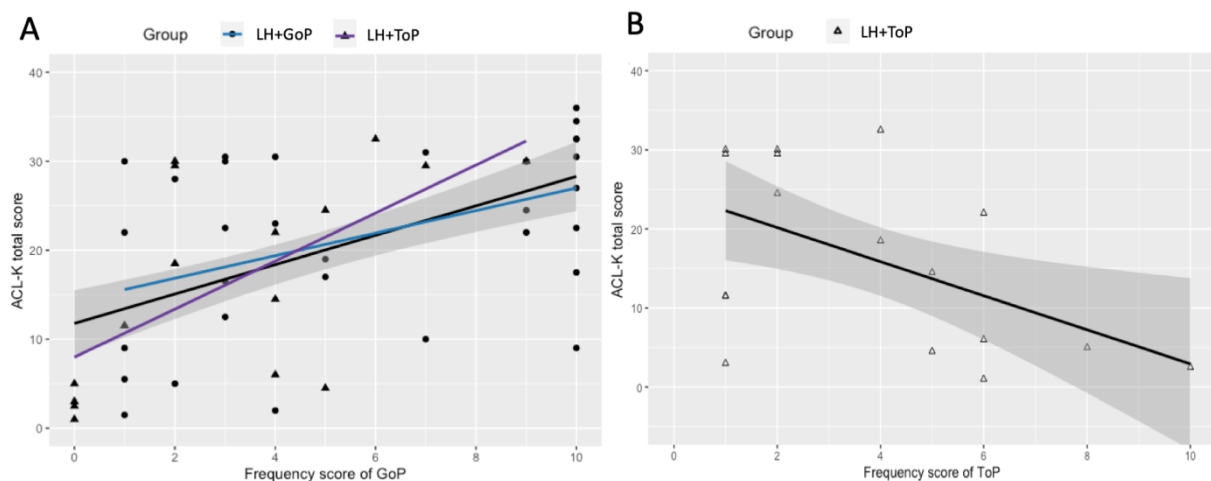 A
Group LH+GoP LH+ToP
40
30
20
10
0
ACL-K total score
0 2 4 6 8 10
Frequency score of GoP
B
Group LH+ToP
40
30
20
10
0
ACL-K total score
0 2 4 6 8 10
Frequency score of ToP